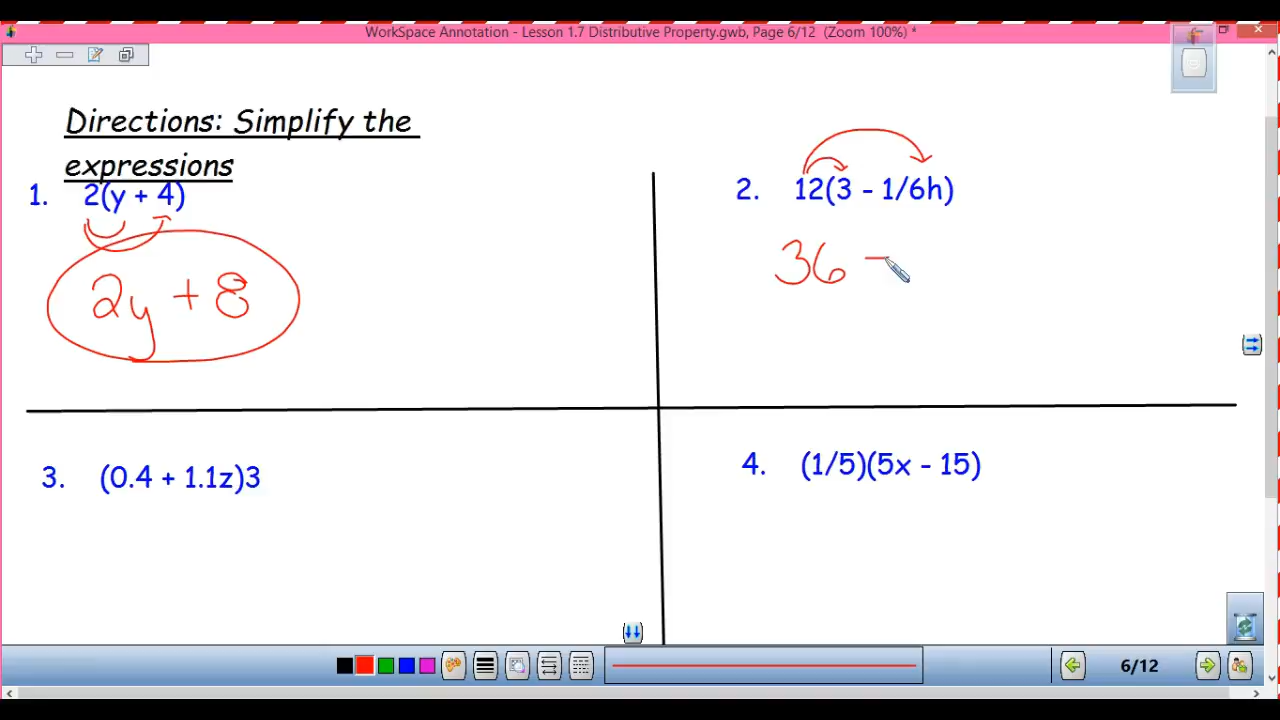 WorkSpace Annotation - Lesson 1.7 Distributive Property.gwb, Page 6/12 (Zoom 100%) *
Directions: Simplify the
expressions
1. 2(y + 4)
2y + 8
2. 12(3 - 1/6h)
36 -
3. (0.4 + 1.1z)3
4. (1/5)(5x - 15)
6/12